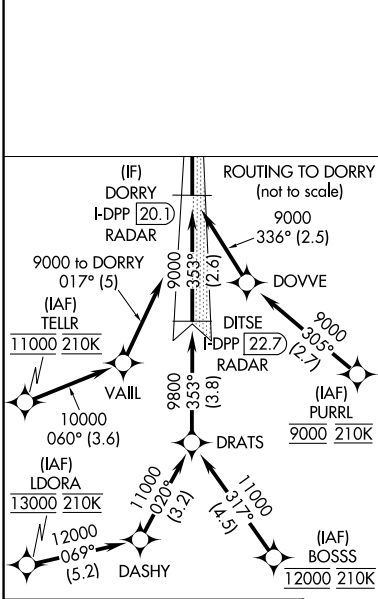 (IF)
DORRY
I-DPP 20.1
RADAR
ROUTING TO DORRY
(not to scale)
9000
336° (2.5)
9000 to DORRY
017° (5)
9000
353°
(2.6)
DOVVE
(IAF)
TELLR
11000 210K
DITSE
I-DPP 22.7
RADAR
9000
305°
(2.7)
VAIIL
10000
060° (3.6)
9800
353°
(3.8)
(IAF)
PURRL
9000 210K
DRATS
(IAF)
LDORA
13000 210K
11000
020°
(3.2)
11000
317°
(4.5)
12000
069°
(5.2)
DASHY
(IAF)
BOSSS
12000 210K